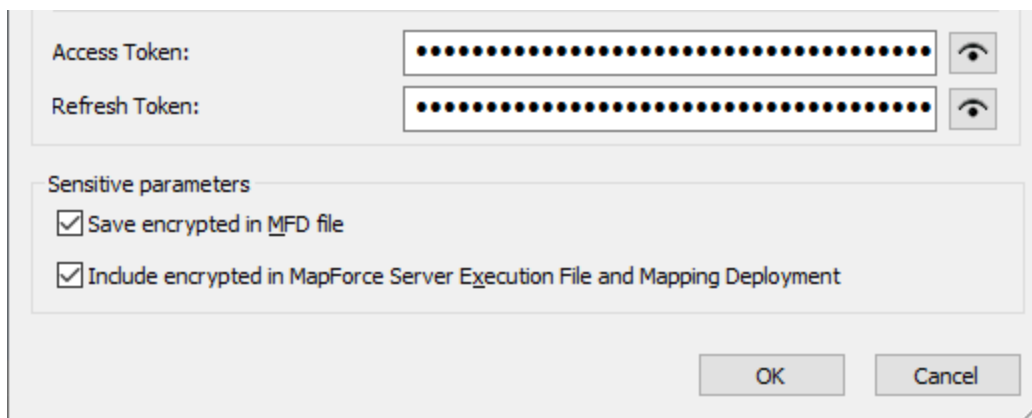 Access Token: ••••••••••••••••••••••••••••••••••••
Refresh Token: ••••••••••••••••••••••••••••••••••••
Sensitive parameters
Save encrypted in MFD file
Include encrypted in MapForce Server Execution File and Mapping Deployment
OK Cancel